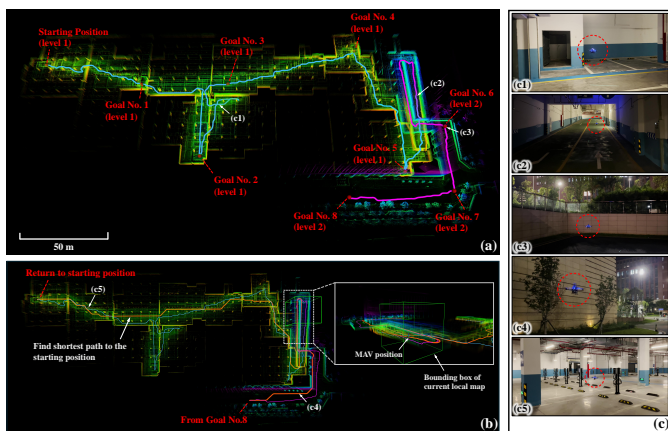 Starting Position
(level 1)
Goal No. 3
(level 1)
Goal No. 4
(level 1)
(c2)
Goal No. 6
(level 2)
(c3)
Goal No. 1
(level 1)
(c1)
Goal No. 5
(level 1)
Goal No. 2
(level 1)
Goal No. 8
(level 2)
Goal No. 7
(level 2)
50 m
(a)
Return to starting position
(c5)
Find shortest path to the
starting position
MAV position
Bounding box of
current local map
(c4)
From Goal No.8
(b)
(c1)
(c2)
(c3)
(c4)
(c5)
(c)